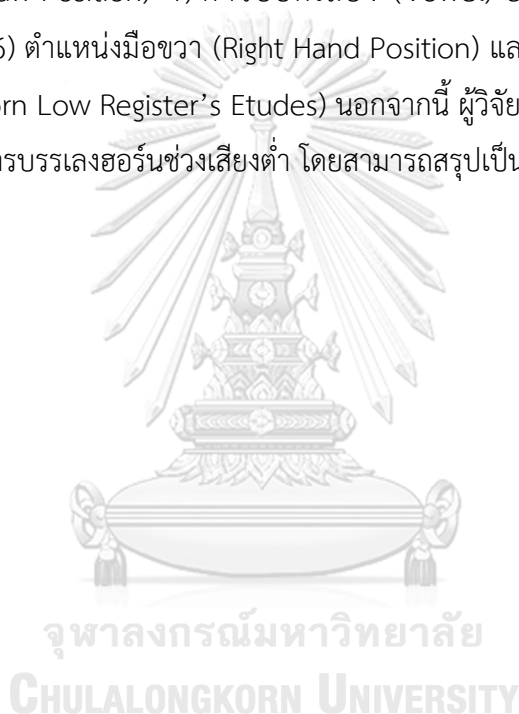 Position)
6) ตำแหน่งมือขวา (Right Hand Position) แล
rn Low Register's Etudes) นอกจากนี้ ผู้วิจัย
ารบรรเลงฮอร์นช่วงเสียงต่ำ โดยสามารถสรุปเป็น
จุฬาลงกรณ์มหาวิทยาลัย
CHULALONGKORN UNIVERSITY